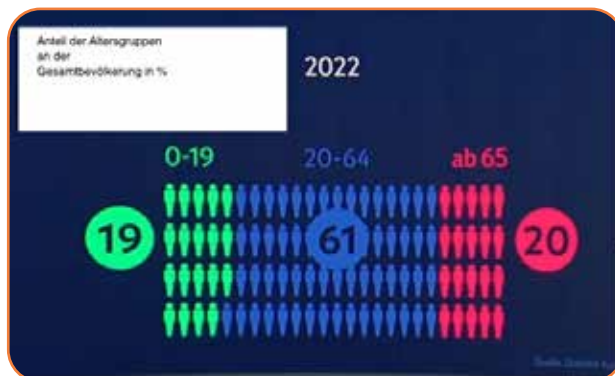 Anteil der Altersgruppen
an der
Gesamtbevölkerung in %
2022
0-19 20-64 ab 65
19 61 20